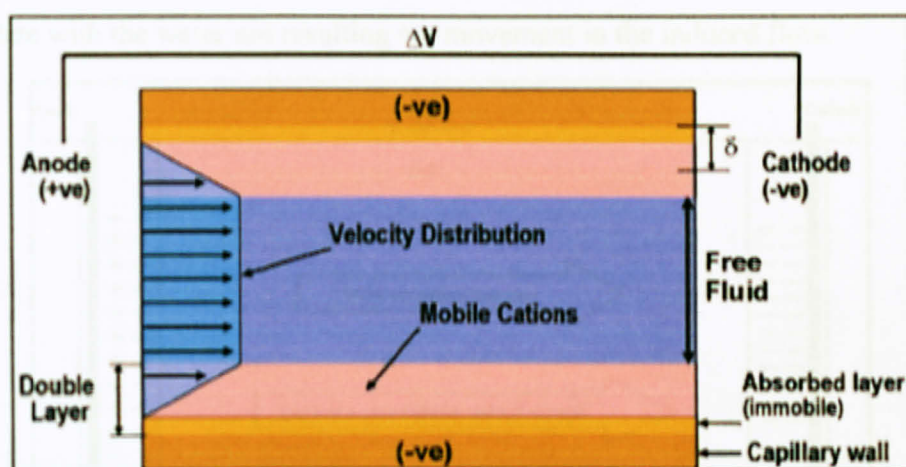 ΔV
(-ve)
δ
Anode
(+ve)
Cathode
(-ve)
Velocity Distribution
Free
Fluid
Mobile Cations
Double
Layer
Absorbed layer
(immobile)
(-ve)
Capillary wall